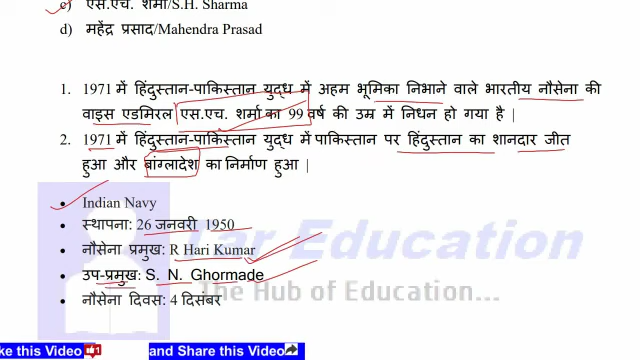 c) एस.एच. शर्मा/S.H. Sharma
d) महेंद्र प्रसाद/Mahendra Prasad
1. 1971 में हिंदुस्तान-पाकिस्तान युद्ध में अहम भूमिका निभाने वाले भारतीय नौसेना की
वाइस एडमिरल एस.एच. शर्मा का 99 वर्ष की उम्र में निधन हो गया है |
2. 1971 में हिंदुस्तान-पाकिस्तान युद्ध में पाकिस्तान पर हिंदुस्तान का शानदार जीत
हुआ और बांग्लादेश का निर्माण हुआ |
• Indian Navy
• स्थापना: 26 जनवरी 1950
• नौसेना प्रमुख: R Hari Kumar
• उप-प्रमुख: S. N. Ghormade
• नौसेना दिवस: 4 दिसंबर
Education
The Hub of Education...
ke this Video and Share this Video